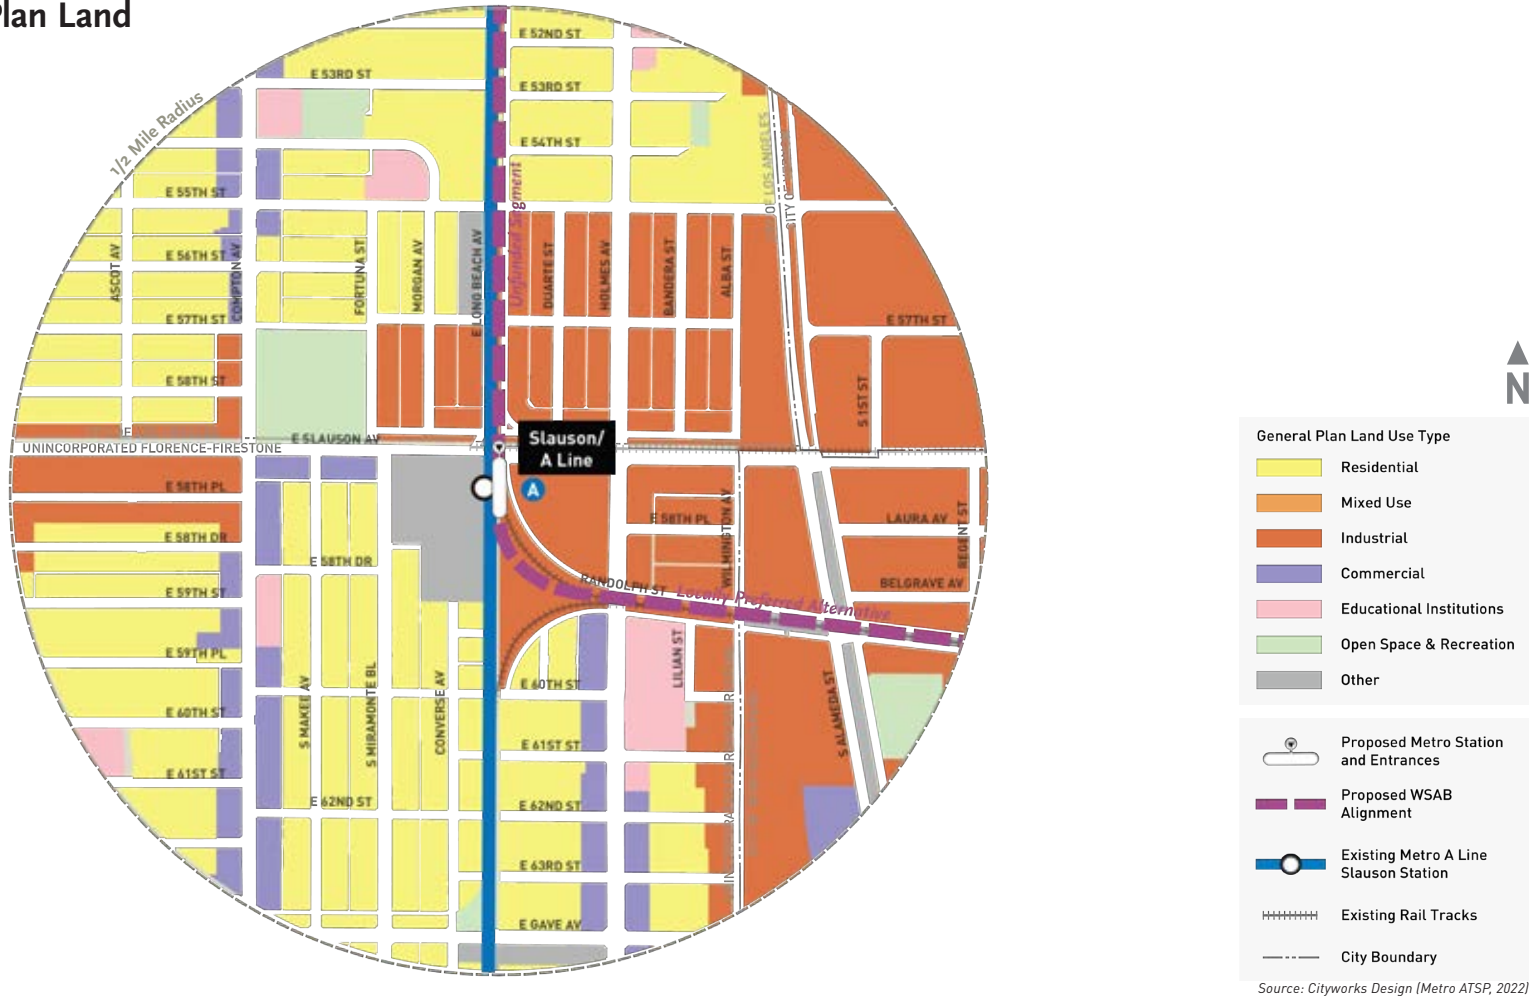 Plan Land
1/2 Mile Radius
E 52ND ST
E 53RD ST
E 53RD ST
E 54TH ST
E 55TH ST
E 56TH ST
E 57TH ST
E 58TH ST
ASCOT AV
COMPTON AV
FORTUNA ST
MORGAN AV
E LONG BEACH AV
Unfunded Segment
DUARTE ST
HOLMES AV
BANDERA ST
ALBA ST
OF LOS ANGELES
CITY OF
E 57TH ST
S 1ST ST
E SLAUSON AV
UNINCORPORATED FLORENCE-FIRESTONE
Slauson/
A Line
A
E 58TH PL
E 58TH DR
E 59TH ST
E 59TH PL
E 60TH ST
E 61ST ST
E 58TH DR
S MAKEE AV
S MIRAMONTE BL
CONVERSE AV
E 62ND ST
E 58TH PL
WILMINGTON AV
LAURA AV
REGENT ST
BELGRAVE AV
RANDOLPH ST
Locally Preferred Alternative
LILIAN ST
S ALAMEDA ST
E 60TH ST
E 61ST ST
E 62ND ST
E 63RD ST
E GAVE AV
N
General Plan Land Use Type
Residential
Mixed Use
Industrial
Commercial
Educational Institutions
Open Space & Recreation
Other
Proposed Metro Station
and Entrances
Proposed WSAB
Alignment
Existing Metro A Line
Slauson Station
Existing Rail Tracks
City Boundary
Source: Cityworks Design (Metro ATSP, 2022)